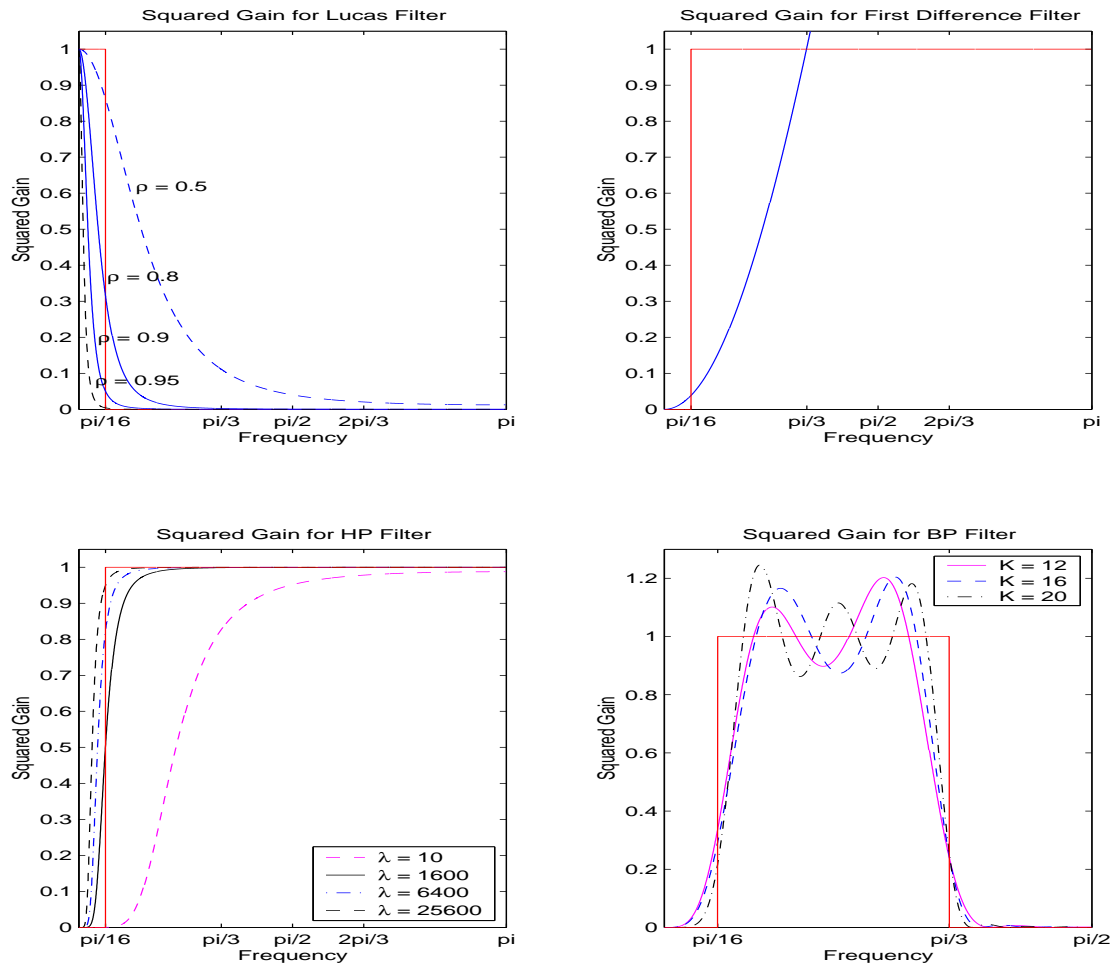 Squared Gain for Lucas Filter
1
0.9
0.8
0.7
0.6
0.5
0.4
0.3
0.2
0.1
0
Squared Gain
ρ = 0.5
ρ = 0.8
ρ = 0.9
ρ = 0.95
pi/16
pi/3
pi/2
2pi/3
pi
Frequency
Squared Gain for First Difference Filter
1
0.9
0.8
0.7
0.6
0.5
0.4
0.3
0.2
0.1
0
Squared Gain
pi/16
pi/3
pi/2
2pi/3
pi
Frequency
Squared Gain for HP Filter
1
0.9
0.8
0.7
0.6
0.5
0.4
0.3
0.2
0.1
0
Squared Gain
λ = 10
λ = 1600
λ = 6400
λ = 25600
pi/16
pi/3
pi/2
2pi/3
pi
Frequency
Squared Gain for BP Filter
K = 12
K = 16
K = 20
1.2
1
0.8
0.6
0.4
0.2
0
Squared Gain
pi/16
pi/3
pi/2
Frequency